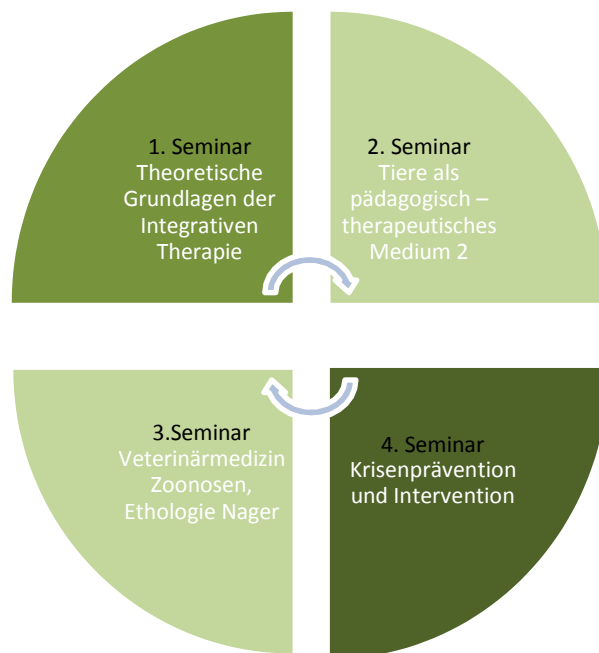 1. Seminar
Theoretische
Grundlagen der
Integrativen
Therapie
2. Seminar
Tiere als
pädagogisch –
therapeutisches
Medium 2
3.Seminar
Veterinärmedizin
Zoonosen,
Ethologie Nager
4. Seminar
Krisenprävention
und Intervention